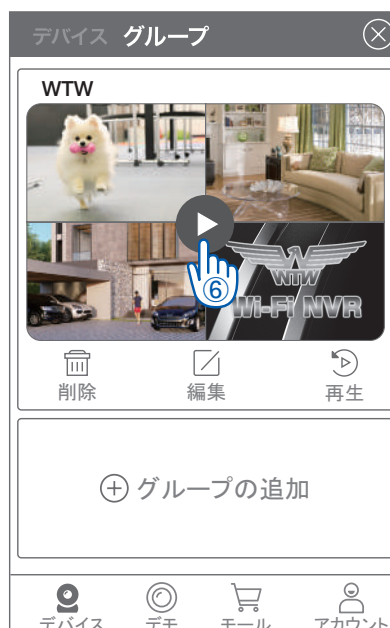 デバイス グループ
WTW
WTW
Wi-Fi NVR
⑥
削除 編集 再生
グループの追加
デバイス デモ モール アカウント